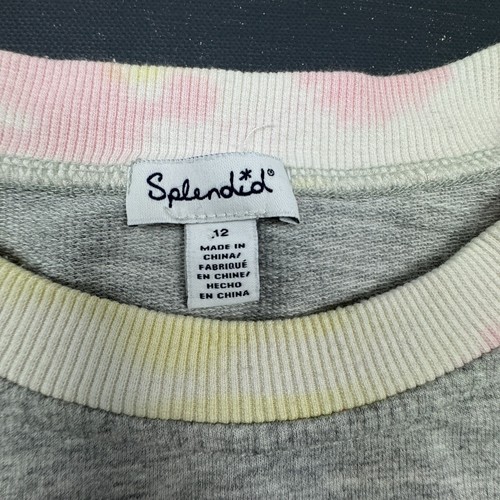 Splendid®
12
MADE IN
CHINA/
FABRIQUÉ
EN CHINE/
HECHO
EN CHINA